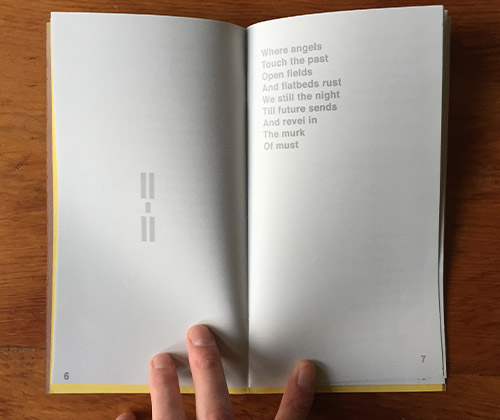 6
Where angels
Touch the past
Open fields
And flatbeds rust
We still the night
Till future sends
And revel in
The murk
Of must
7